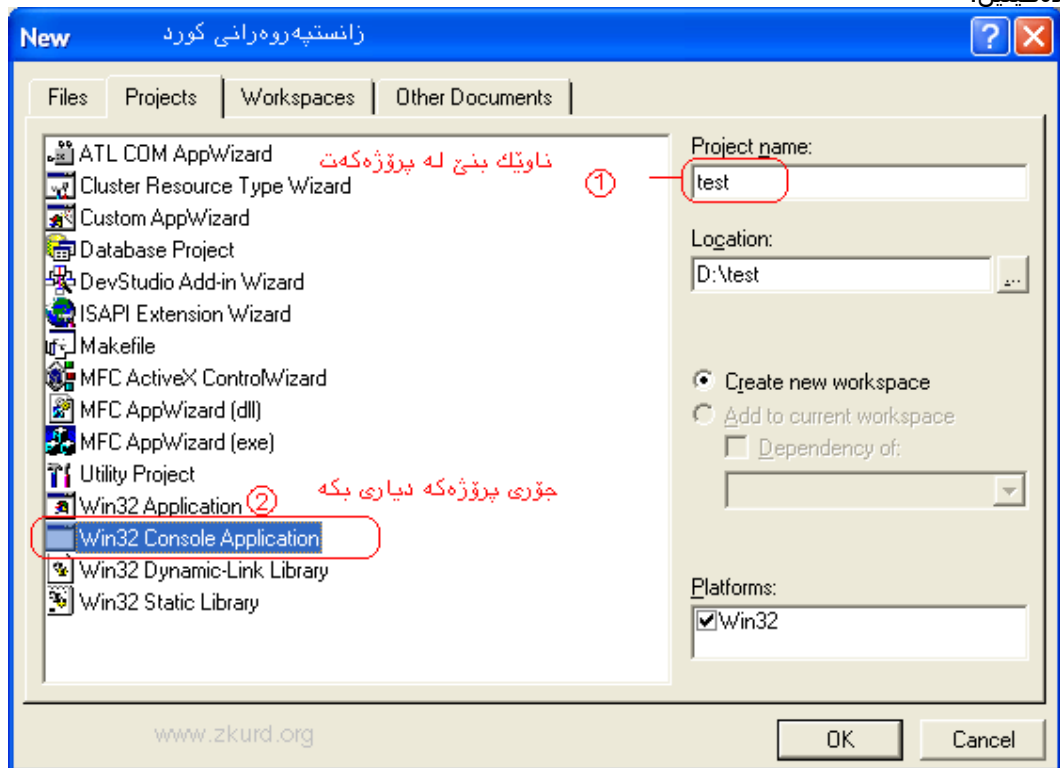 New
زانستپەروەرانی کورد
Files
Projects
Workspaces
Other Documents
ATL COM AppWizard
Cluster Resource Type Wizard
Custom AppWizard
Database Project
DevStudio Add-in Wizard
ISAPI Extension Wizard
Makefile
MFC ActiveX ControlWizard
MFC AppWizard (dll)
MFC AppWizard (exe)
Utility Project
Win32 Application
Win32 Console Application
Win32 Dynamic-Link Library
Win32 Static Library
ناوێك بنێ لە پرۆژەکەت
1
جۆری پرۆژەکە دیاری بکە
2
Project name:
test
Location:
D:\test
...
Create new workspace
Add to current workspace
Dependency of:
Platforms:
Win32
www.zkurd.org
OK
Cancel